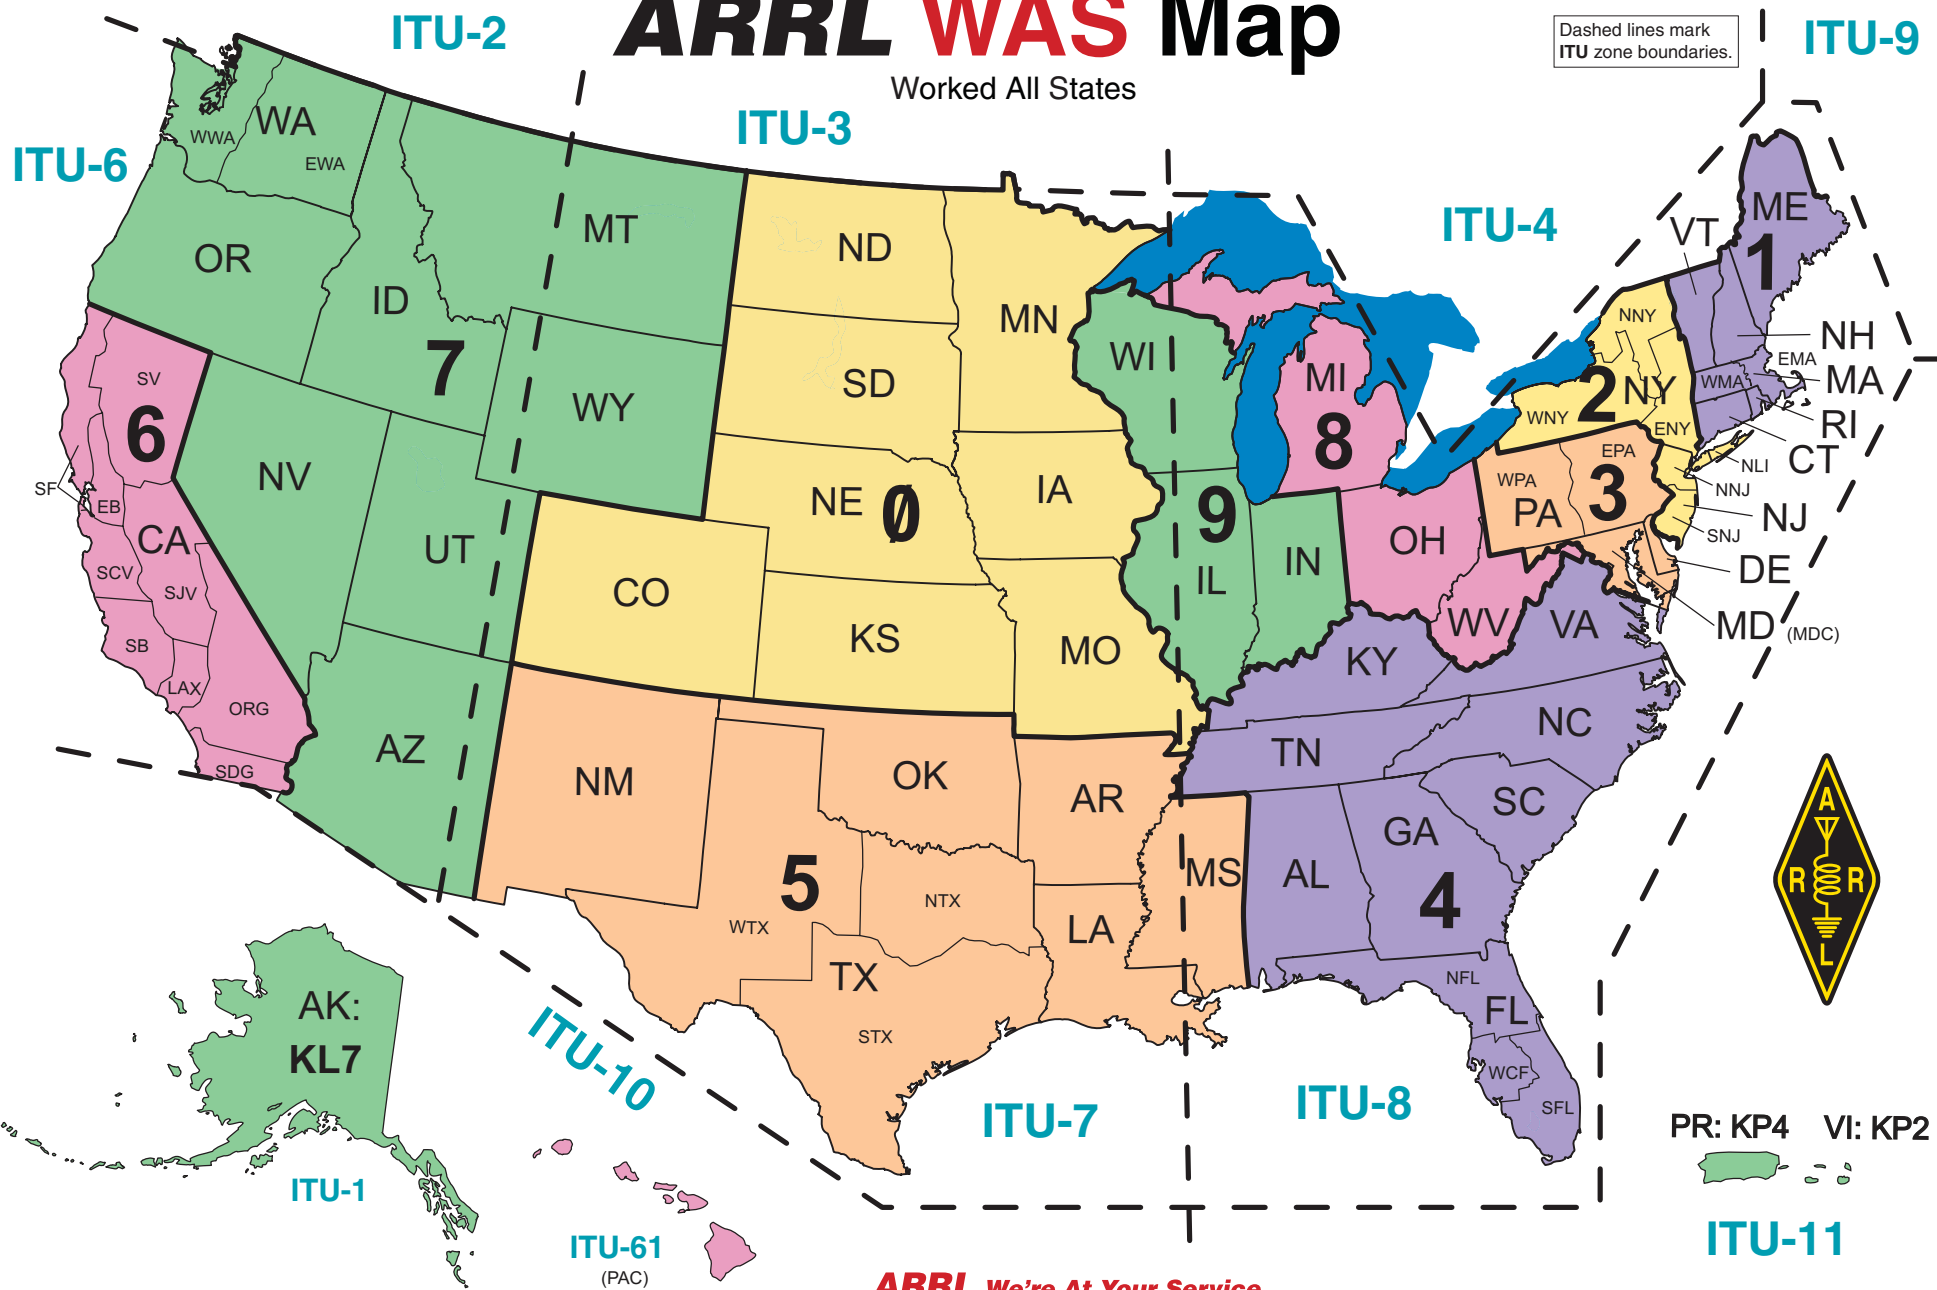 ARRL WAS Map
Worked All States
Dashed lines mark
ITU zone boundaries.
ITU-2
ITU-3
ITU-9
ITU-6
ITU-4
WA
WWA
EWA
OR
ID
MT
7
WY
NV
UT
AZ
SV
6
SF
EB
CA
SCV
SJV
SB
LAX
ORG
SDG
ND
MN
SD
NE
Ø
IA
CO
KS
MO
WI
9
IL
IN
MI
8
OH
WV
ME
1
VT
NH
EMA
WMA
MA
RI
CT
NNY
2
NY
WNY
ENY
NLI
NNJ
NJ
SNJ
EPA
WPA
3
PA
DE
MD (MDC)
VA
KY
NC
TN
SC
GA
AL
4
NFL
FL
WCF
SFL
NM
OK
AR
5
MS
LA
NTX
WTX
TX
STX
A
R R
L
AK:
KL7
ITU-1
ITU-10
ITU-61
(PAC)
ITU-7
ITU-8
PR: KP4 VI: KP2
ITU-11
ARRL We're At Your Service